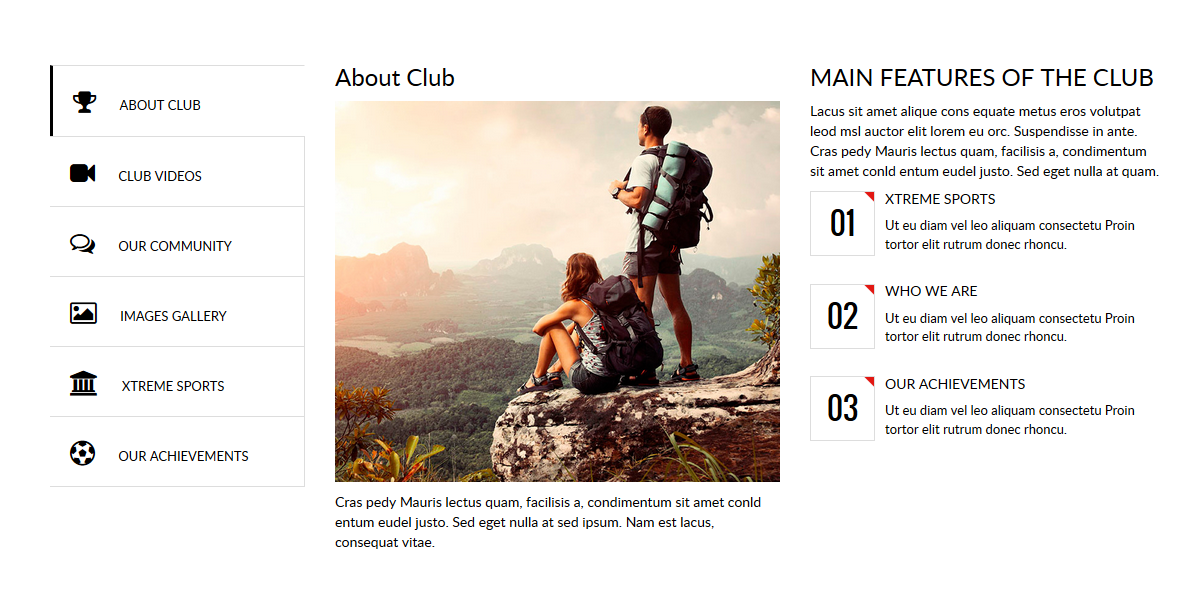 ABOUT CLUB
CLUB VIDEOS
OUR COMMUNITY
IMAGES GALLERY
XTREME SPORTS
OUR ACHIEVEMENTS
About Club
Cras pedy Mauris lectus quam, facilisis a, condimentum sit amet conld
entum eudel justo. Sed eget nulla at sed ipsum. Nam est lacus,
consequat vitae.
MAIN FEATURES OF THE CLUB
Lacus sit amet alique cons equate metus eros volutpat
leod msl auctor elit lorem eu orc. Suspendisse in ante.
Cras pedy Mauris lectus quam, facilisis a, condimentum
sit amet conld entum eudel justo. Sed eget nulla at quam.
01
XTREME SPORTS
Ut eu diam vel leo aliquam consectetu Proin
tortor elit rutrum donec rhoncu.
02
WHO WE ARE
Ut eu diam vel leo aliquam consectetu Proin
tortor elit rutrum donec rhoncu.
03
OUR ACHIEVEMENTS
Ut eu diam vel leo aliquam consectetu Proin
tortor elit rutrum donec rhoncu.